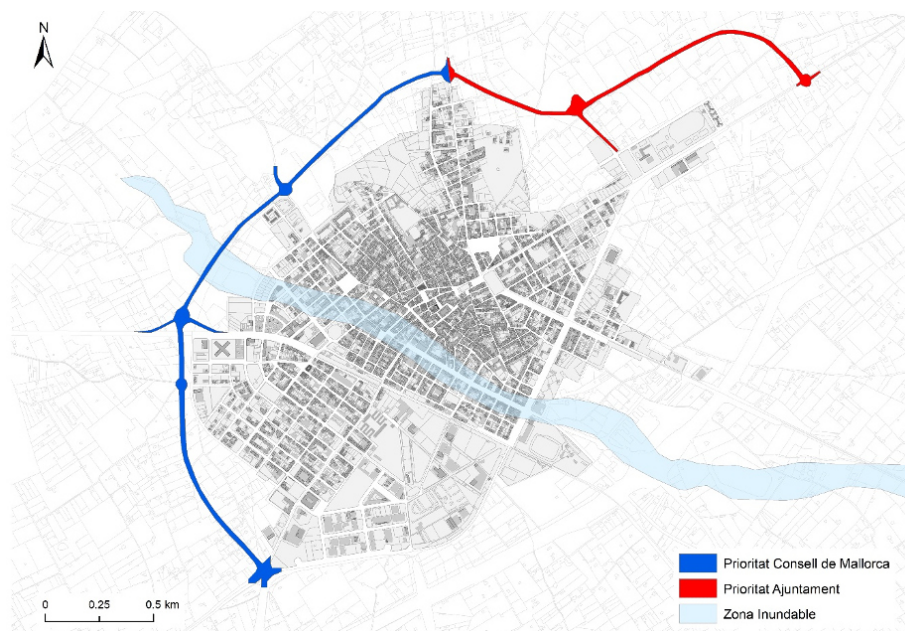 N
Prioritat Consell de Mallorca
Prioritat Ajuntament
Zona Inundable
0 0.25 0.5 km